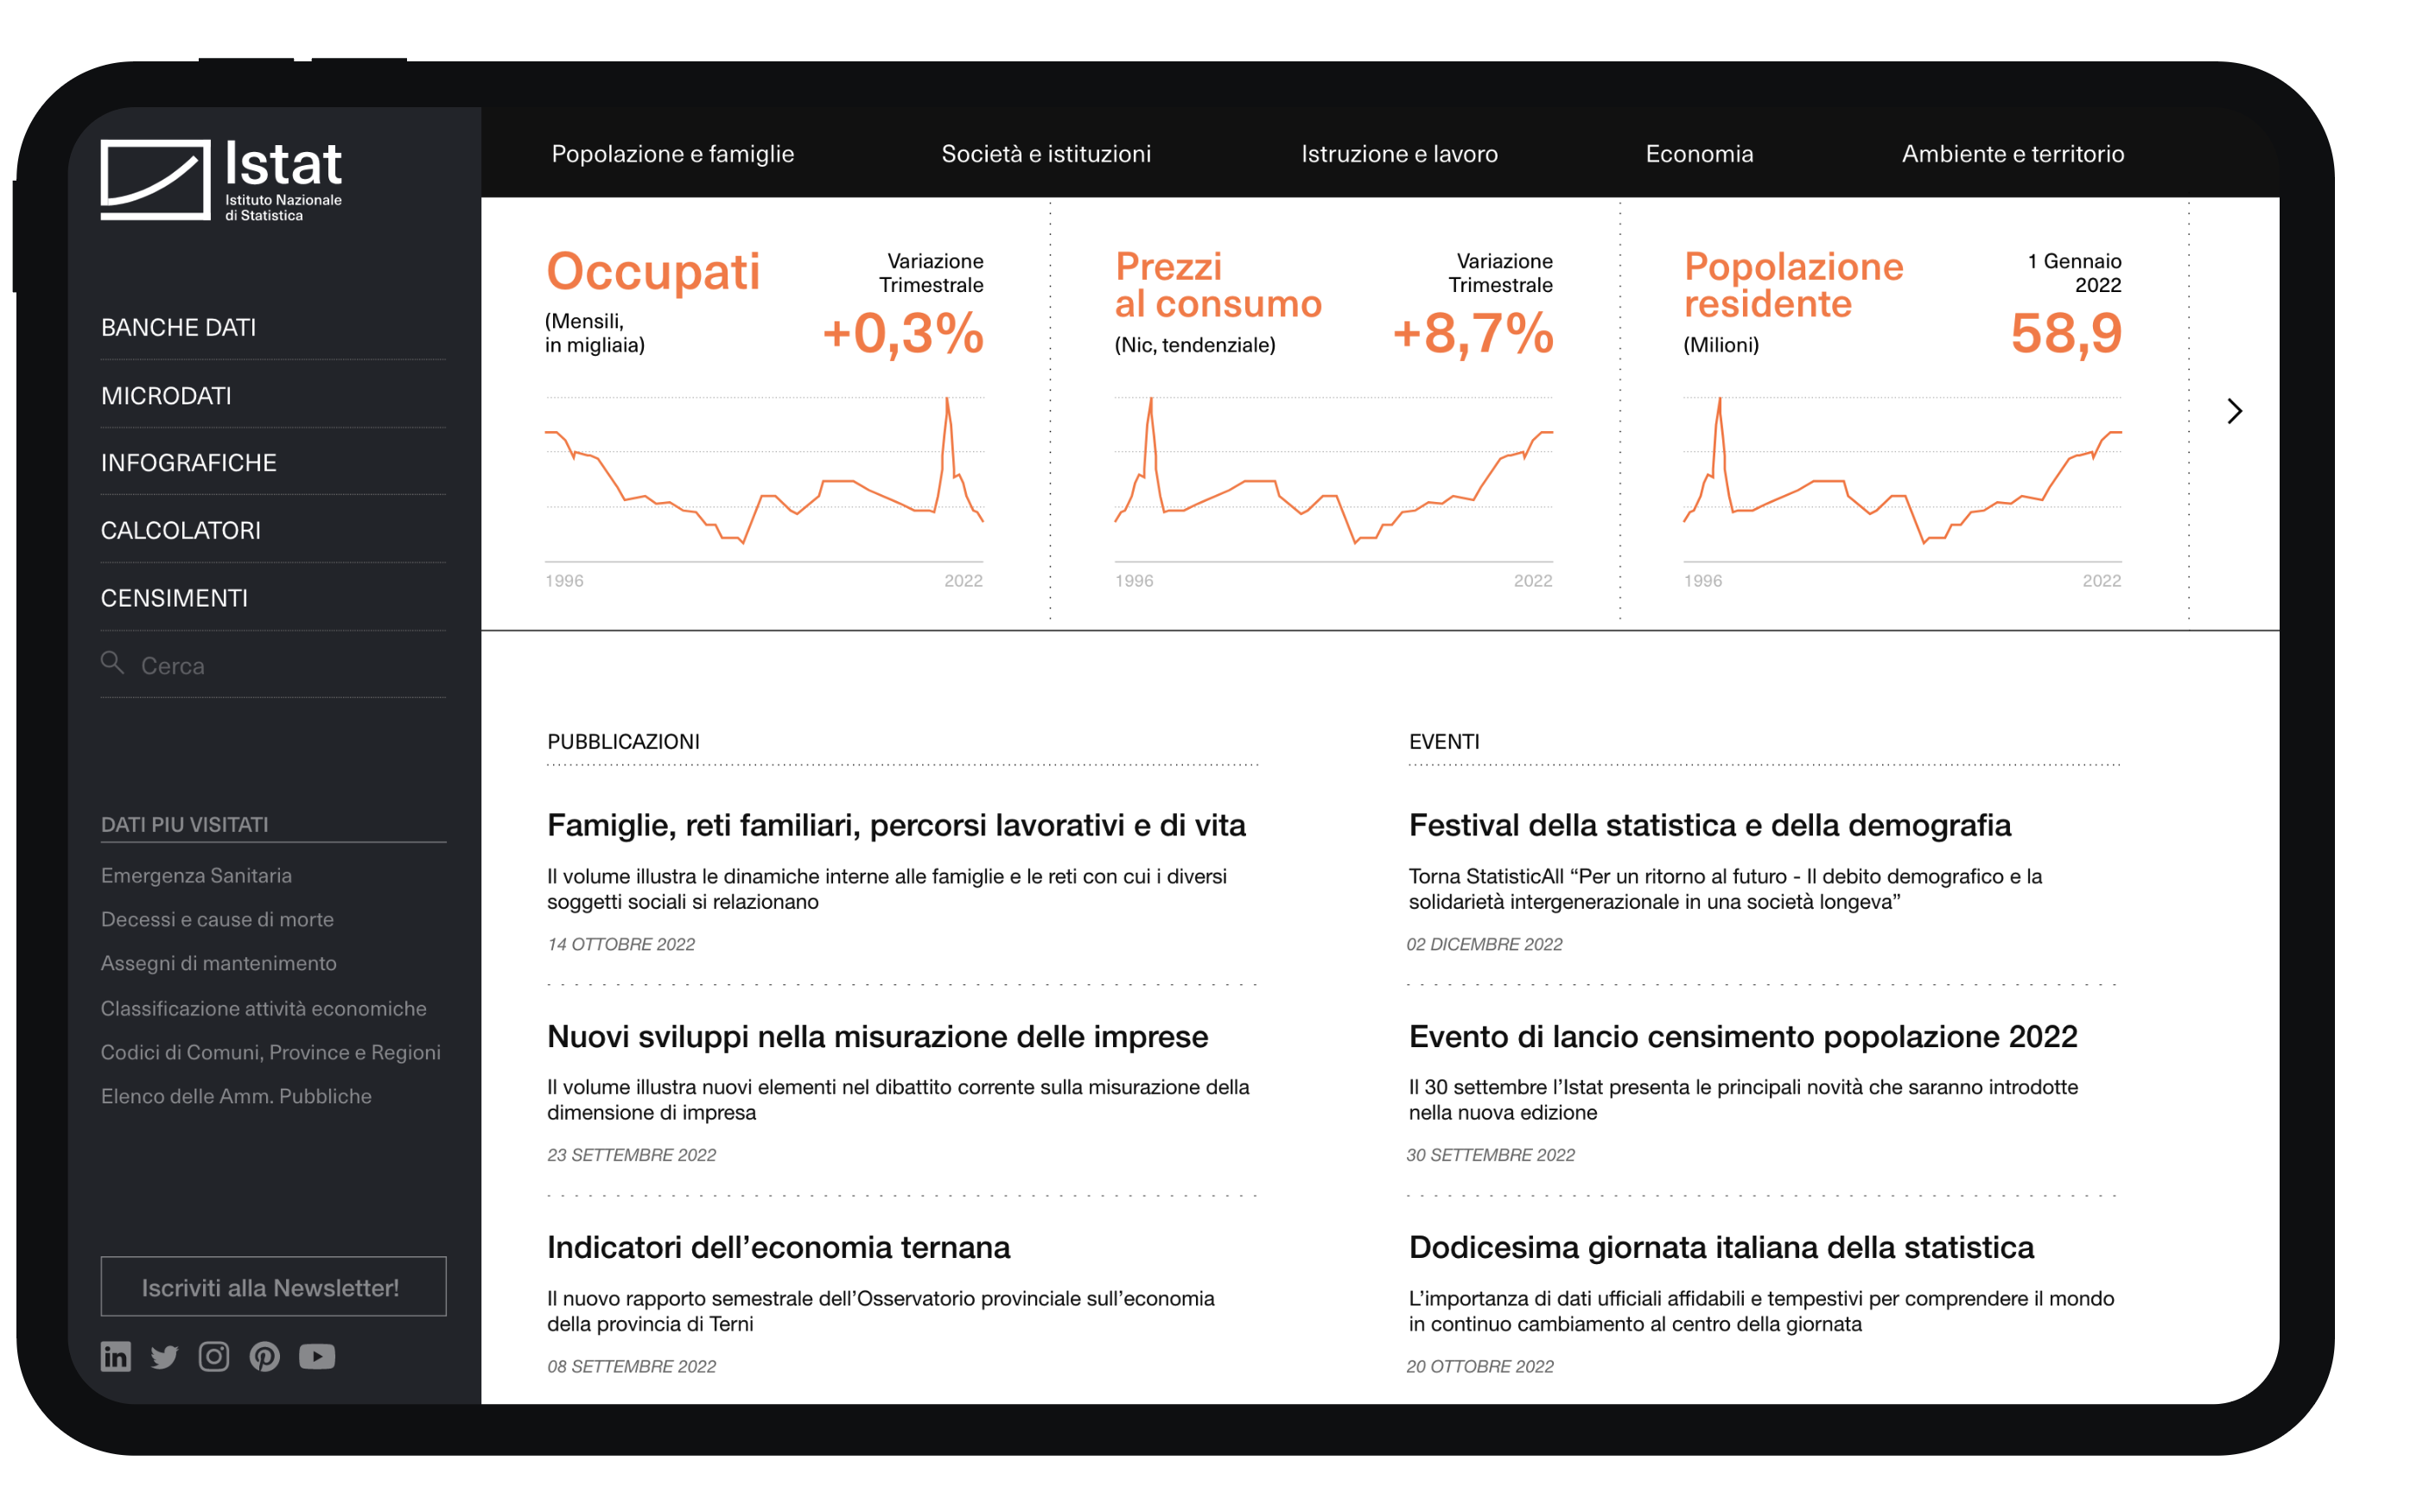 Istat
Istituto Nazionale
di Statistica
BANCHE DATI
MICRODATI
INFOGRAFICHE
CALCOLATORI
CENSIMENTI
Cerca
DATI PIU VISITATI
Emergenza Sanitaria
Decessi e cause di morte
Assegni di mantenimento
Classificazione attività economiche
Codici di Comuni, Province e Regioni
Elenco delle Amm. Pubbliche
Iscriviti alla Newsletter!
in
Popolazione e famiglie
Società e istituzioni
Istruzione e lavoro
Economia
Ambiente e territorio
Occupati
(Mensili,
in migliaia)
Variazione
Trimestrale
+0,3%
1996
2022
Prezzi
al consumo
(Nic, tendenziale)
Variazione
Trimestrale
+8,7%
1996
2022
Popolazione
residente
(Milioni)
1 Gennaio
2022
58,9
1996
2022
PUBBLICAZIONI
Famiglie, reti familiari, percorsi lavorativi e di vita
Il volume illustra le dinamiche interne alle famiglie e le reti con cui i diversi
soggetti sociali si relazionano
14 OTTOBRE 2022
Nuovi sviluppi nella misurazione delle imprese
Il volume illustra nuovi elementi nel dibattito corrente sulla misurazione della
dimensione di impresa
23 SETTEMBRE 2022
Indicatori dell’economia ternana
Il nuovo rapporto semestrale dell’Osservatorio provinciale sull’economia
della provincia di Terni
08 SETTEMBRE 2022
EVENTI
Festival della statistica e della demografia
Torna StatisticAll “Per un ritorno al futuro - Il debito demografico e la
solidarietà intergenerazionale in una società longeva”
02 DICEMBRE 2022
Evento di lancio censimento popolazione 2022
Il 30 settembre l’Istat presenta le principali novità che saranno introdotte
nella nuova edizione
30 SETTEMBRE 2022
Dodicesima giornata italiana della statistica
L’importanza di dati ufficiali affidabili e tempestivi per comprendere il mondo
in continuo cambiamento al centro della giornata
20 OTTOBRE 2022